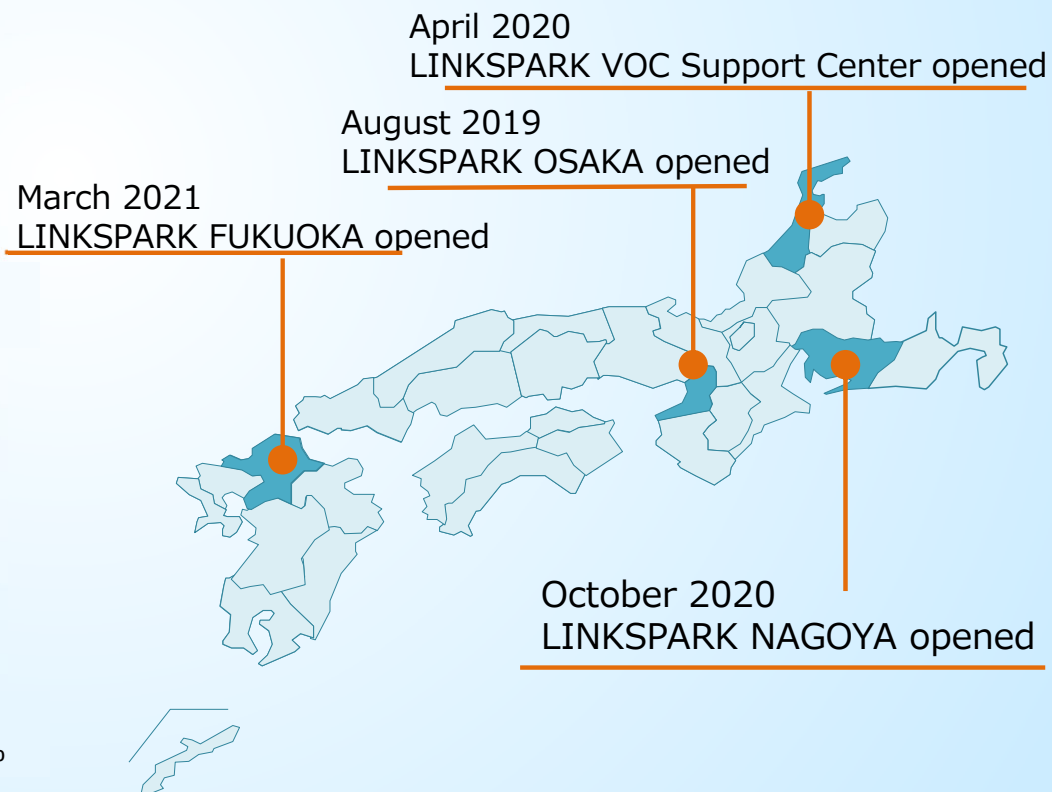 April 2020
LINKSPARK VOC Support Center opened
August 2019
LINKSPARK OSAKA opened
March 2021
LINKSPARK FUKUOKA opened
October 2020
LINKSPARK NAGOYA opened